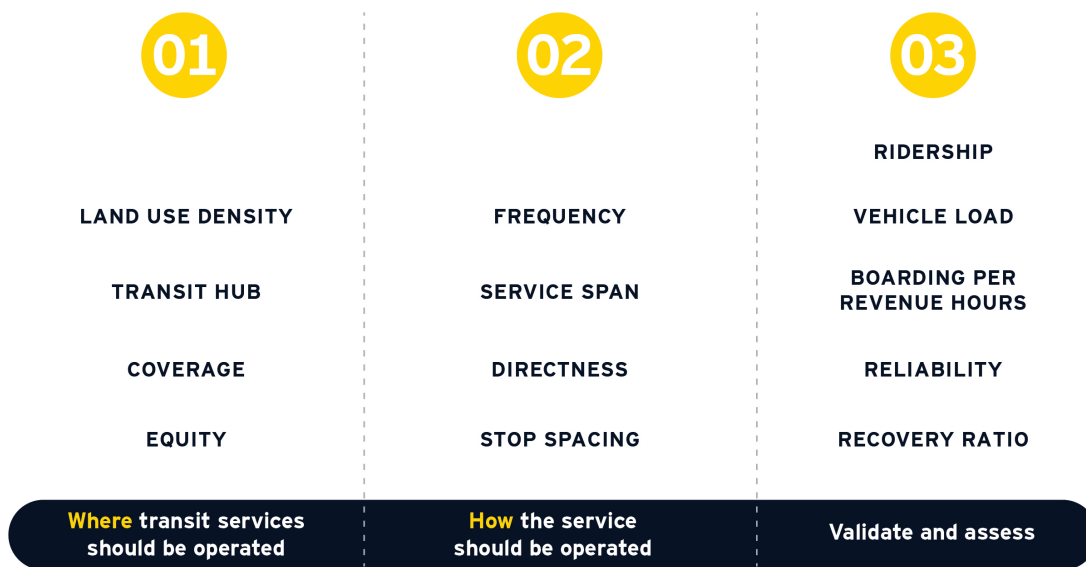 01
LAND USE DENSITY
TRANSIT HUB
COVERAGE
EQUITY
Where transit services
should be operated
02
FREQUENCY
SERVICE SPAN
DIRECTNESS
STOP SPACING
How the service
should be operated
03
RIDERSHIP
VEHICLE LOAD
BOARDING PER
REVENUE HOURS
RELIABILITY
RECOVERY RATIO
Validate and assess